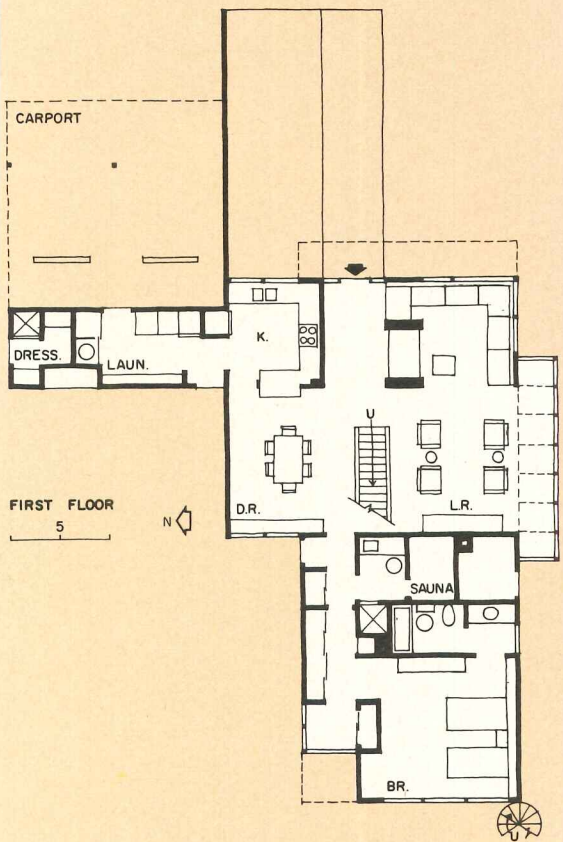 CARPORT
DRESS.
LAUN.
K.
U
FIRST FLOOR
5
N
D.R.
L.R.
SAUNA
BR.
U